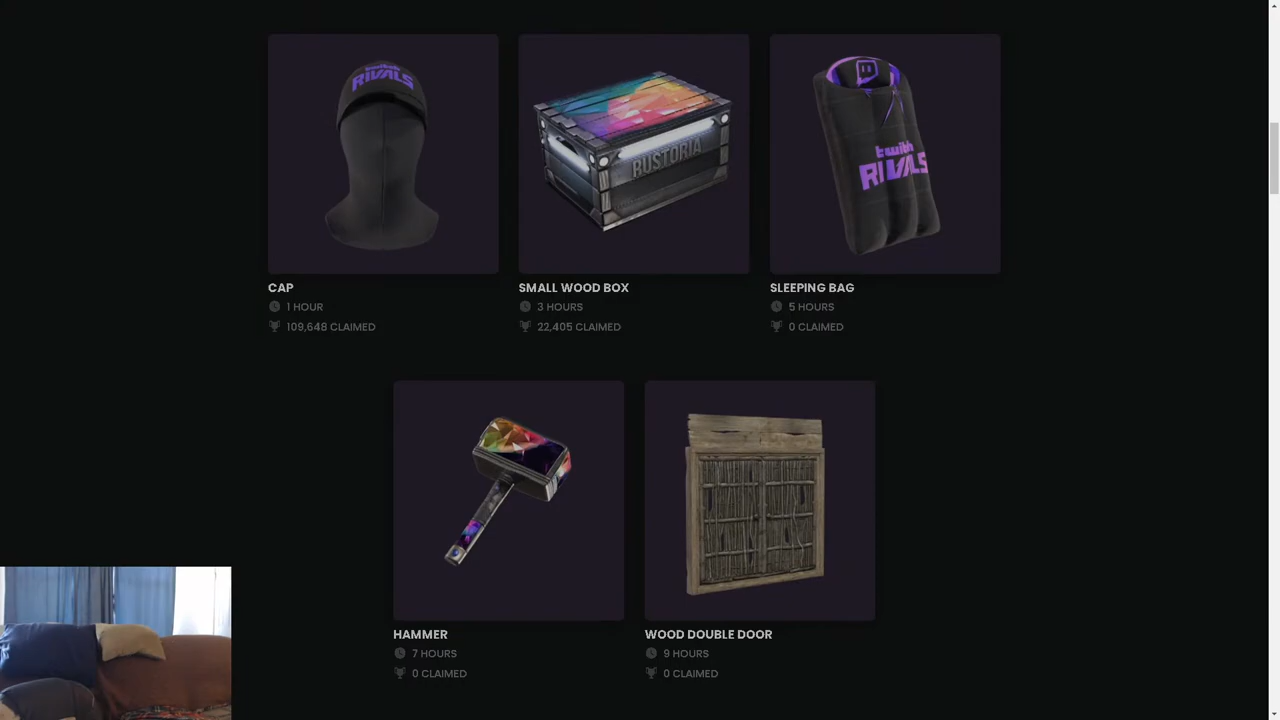 twitch
RIVALS
RUSTORIA
twitch
RIVALS
CAP
1 HOUR
109,648 CLAIMED
SMALL WOOD BOX
3 HOURS
22,405 CLAIMED
SLEEPING BAG
5 HOURS
0 CLAIMED
HAMMER
7 HOURS
0 CLAIMED
WOOD DOUBLE DOOR
9 HOURS
0 CLAIMED